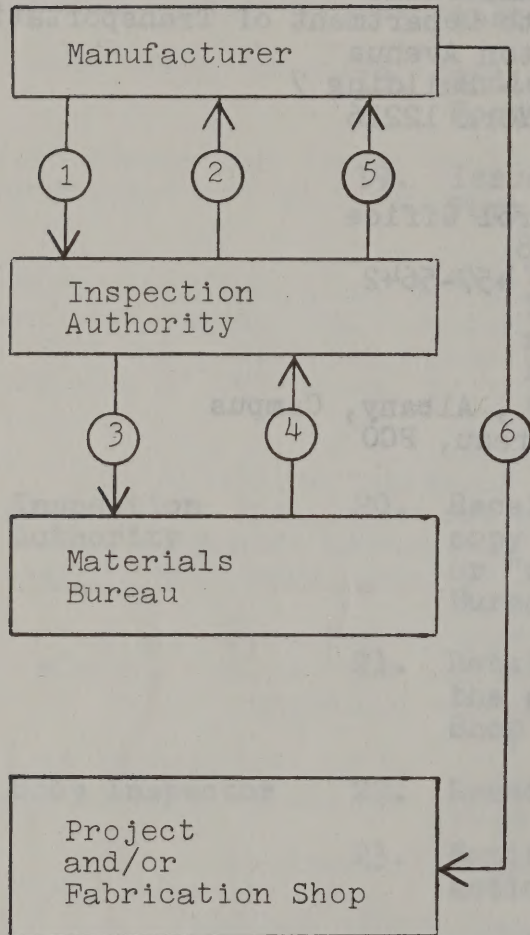 Manufacturer
1
2
5
Inspection
Authority
3
4
6
Materials
Bureau
Project
and/or
Fabrication Shop